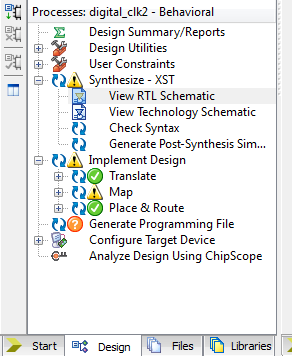 Processes: digital_clk2 - Behavioral
Design Summary/Reports
Design Utilities
User Constraints
Synthesize - XST
View RTL Schematic
View Technology Schematic
Check Syntax
Generate Post-Synthesis Sim...
Implement Design
Translate
Map
Place & Route
Generate Programming File
Configure Target Device
Analyze Design Using ChipScope
Start Design Files Libraries